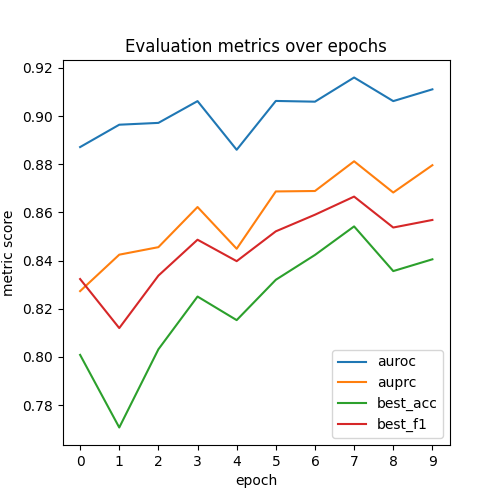 Evaluation metrics over epochs
metric score
0.92
0.90
0.88
0.86
0.84
0.82
0.80
0.78
auroc
auprc
best_acc
best_f1
0 1 2 3 4 5 6 7 8 9
epoch